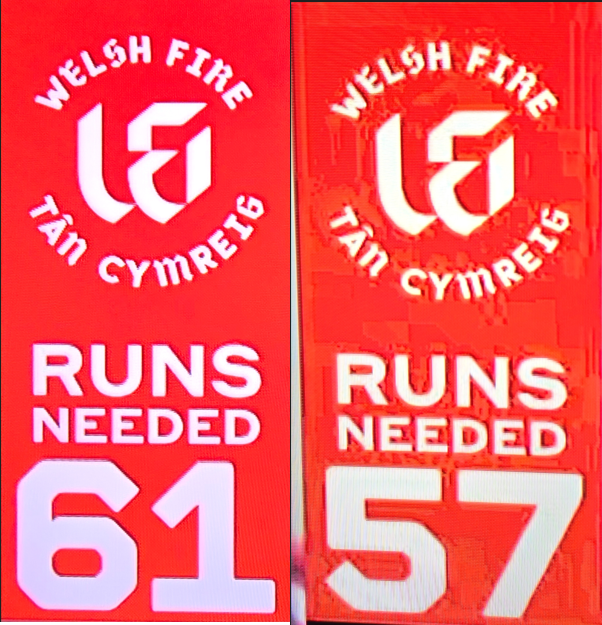 WELSH FIRE
TÂN CYMREIG
RUNS
NEEDED
61
WELSH FIRE
TÂN CYMREIG
RUNS
NEEDED
57